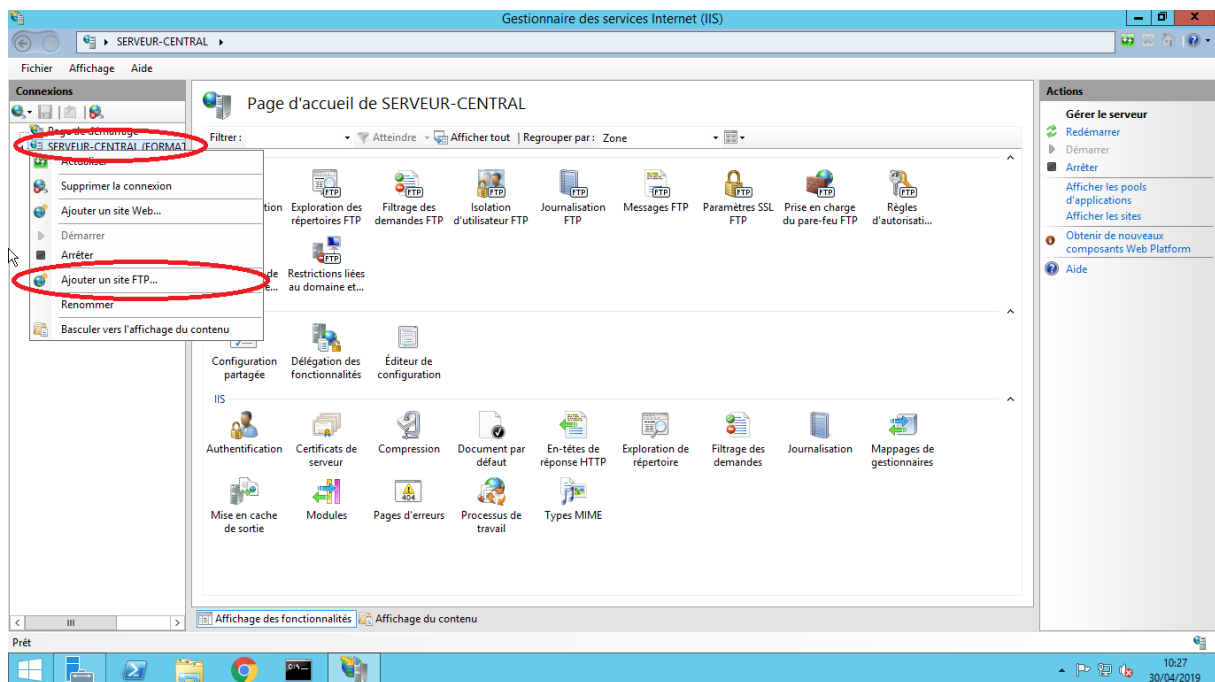 Gestionnaire des services Internet (IIS)
SERVEUR-CENTRAL
Fichier Affichage Aide
Connexions
Page de démarrage
SERVEUR-CENTRAL (FORMAT
Actualiser
Supprimer la connexion
Ajouter un site Web...
Démarrer
Arrêter
Ajouter un site FTP...
Renommer
Basculer vers l'affichage du contenu
Page d'accueil de SERVEUR-CENTRAL
Filtrer : Atteindre Afficher tout Regrouper par : Zone
tion Exploration des Filtrage des Isolation Journalisation Messages FTP Paramètres SSL Prise en charge Règles
répertoires FTP demandes FTP d'utilisateur FTP FTP FTP du pare-feu FTP d'autorisati...
de Restrictions liées
e... au domaine et...
Configuration Délégation des Éditeur de
partagée fonctionnalités configuration
IIS
Authentification Certificats de Compression Document par En-têtes de Exploration de Filtrage des Journalisation Mappages de
serveur défaut réponse HTTP répertoire demandes gestionnaires
404
Mise en cache Modules Pages d'erreurs Processus de Types MIME
de sortie travail
Affichage des fonctionnalités Affichage du contenu
Actions
Gérer le serveur
Redémarrer
Démarrer
Arrêter
Afficher les pools
d'applications
Afficher les sites
Obtenir de nouveaux
composants Web Platform
Aide
Prêt
10:27
30/04/2019